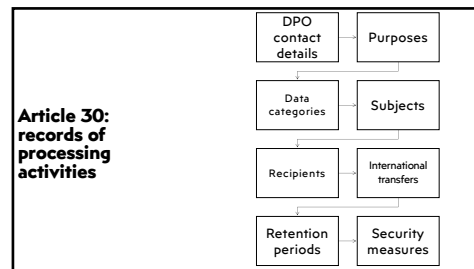 Article 30:
records of
processing
activities
DPO
contact
details
Purposes
Data
categories
Subjects
Recipients
International
transfers
Retention
periods
Security
measures